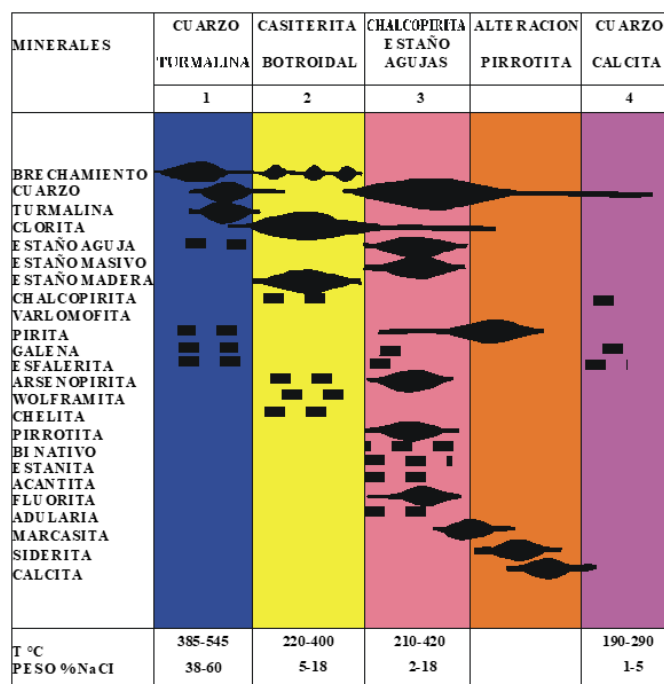 MINERALES
CUARZO
TURMALINA
1
CASITERITA
BOTROIDAL
2
CHALCOPIRITA
ESTAÑO
AGUJAS
3
ALTERACION
PIRROTITA
CUARZO
CALCITA
4
BRECHAMIENTO
CUARZO
TURMALINA
CLORITA
ESTAÑO AGUJA
ESTAÑO MASIVO
ESTAÑO MADERA
CHALCOPIRITA
VARLOMOFITA
PIRITA
GALENA
ESFALERITA
ARSENOPIRITA
WOLFRAMITA
CHELITA
PIRROTITA
BI NATIVO
ESTANITA
ACANTITA
FLUORITA
ADULARIA
MARCASITA
SIDERITA
CALCITA
T °C 385-545 220-400 210-420 190-290
PESO %NaCI 38-60 5-18 2-18 1-5